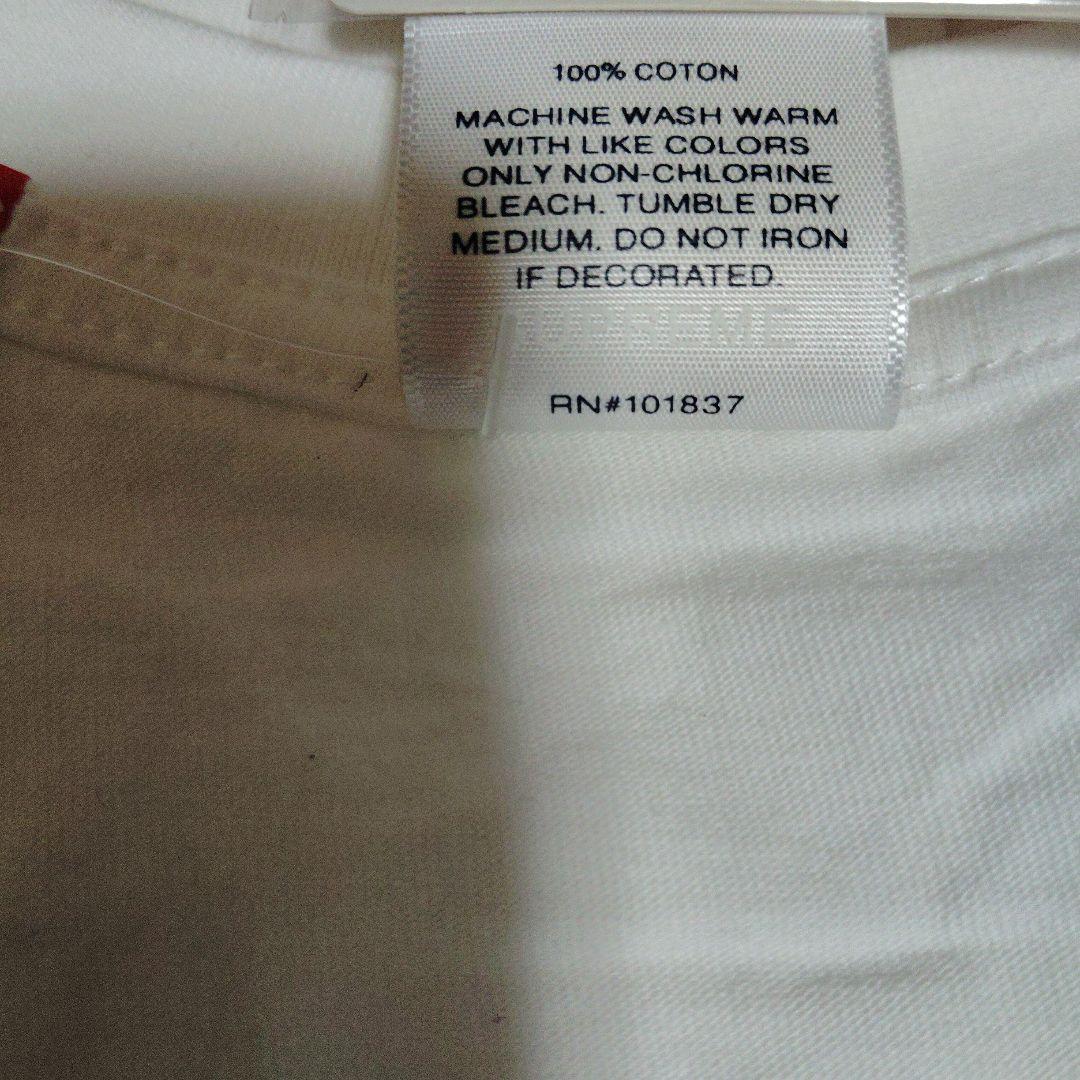 100% COTON
MACHINE WASH WARM
WITH LIKE COLORS
ONLY NON-CHLORINE
BLEACH. TUMBLE DRY
MEDIUM. DO NOT IRON
IF DECORATED.
SUPREME
RN#101837